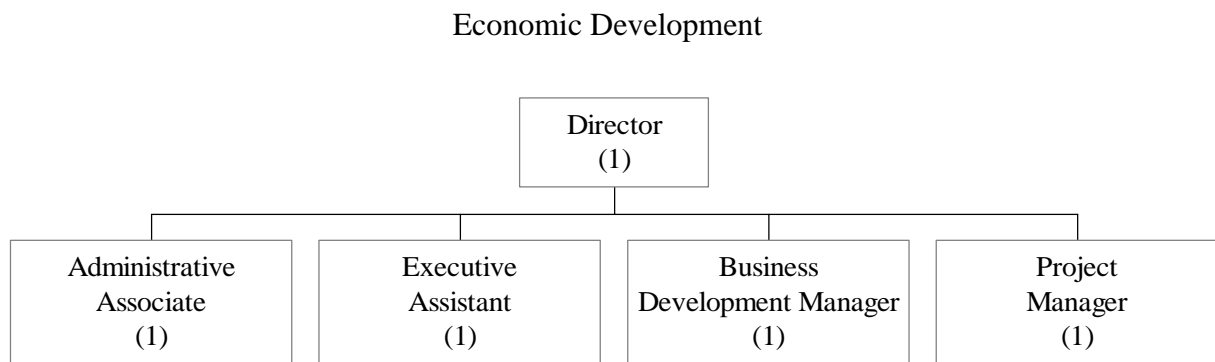 Economic Development
Director
(1)
Administrative
Associate
(1)
Executive
Assistant
(1)
Business
Development Manager
(1)
Project
Manager
(1)